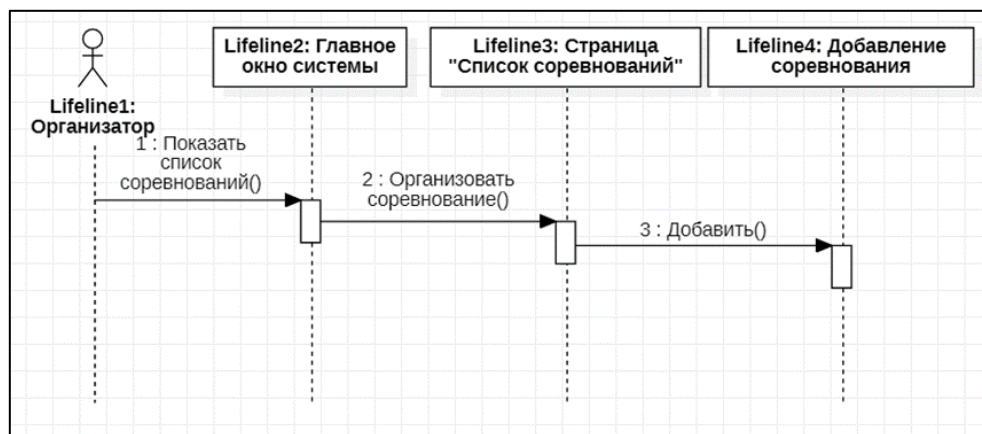 Lifeline1:
Организатор
Lifeline2: Главное
окно системы
Lifeline3: Страница
"Список соревнований"
Lifeline4: Добавление
соревнования
1 : Показать
список
соревнований()
2 : Организовать
соревнование()
3 : Добавить()